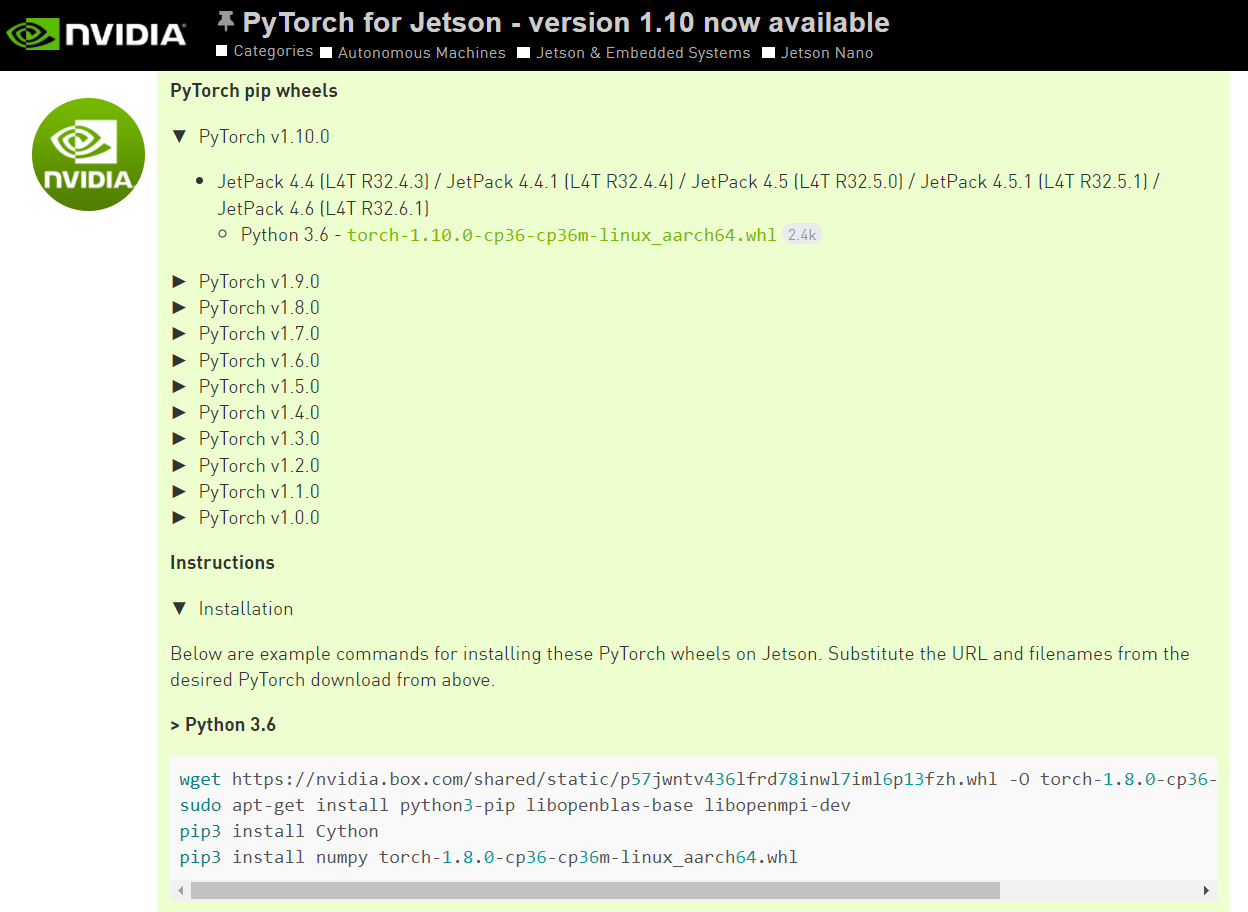 NVIDIA PyTorch for Jetson - version 1.10 now available
Categories Autonomous Machines Jetson & Embedded Systems Jetson Nano
NVIDIA
PyTorch pip wheels
▼ PyTorch v1.10.0
• JetPack 4.4 (L4T R32.4.3) / JetPack 4.4.1 (L4T R32.4.4) / JetPack 4.5 (L4T R32.5.0) / JetPack 4.5.1 (L4T R32.5.1) /
JetPack 4.6 (L4T R32.6.1)
○ Python 3.6 - torch-1.10.0-cp36-cp36m-linux_aarch64.whl 2.4k
▶ PyTorch v1.9.0
▶ PyTorch v1.8.0
▶ PyTorch v1.7.0
▶ PyTorch v1.6.0
▶ PyTorch v1.5.0
▶ PyTorch v1.4.0
▶ PyTorch v1.3.0
▶ PyTorch v1.2.0
▶ PyTorch v1.1.0
▶ PyTorch v1.0.0
Instructions
▼ Installation
Below are example commands for installing these PyTorch wheels on Jetson. Substitute the URL and filenames from the
desired PyTorch download from above.
> Python 3.6
wget https://nvidia.box.com/shared/static/p57jwntv436lfrd78inwl7iml6p13fzh.whl -O torch-1.8.0-cp36-
sudo apt-get install python3-pip libopenblas-base libopenmpi-dev
pip3 install Cython
pip3 install numpy torch-1.8.0-cp36-cp36m-linux_aarch64.whl